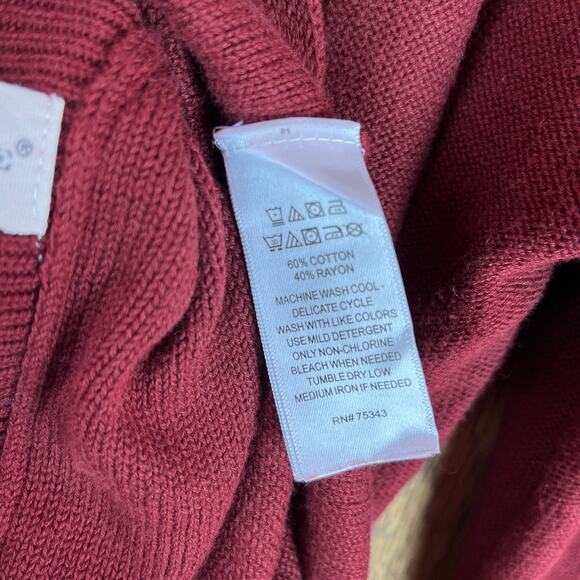 60% COTTON
40% RAYON
MACHINE WASH COOL -
DELICATE CYCLE
WASH WITH LIKE COLORS
USE MILD DETERGENT
ONLY NON-CHLORINE
BLEACH WHEN NEEDED
TUMBLE DRY LOW
MEDIUM IRON IF NEEDED
RN# 75343